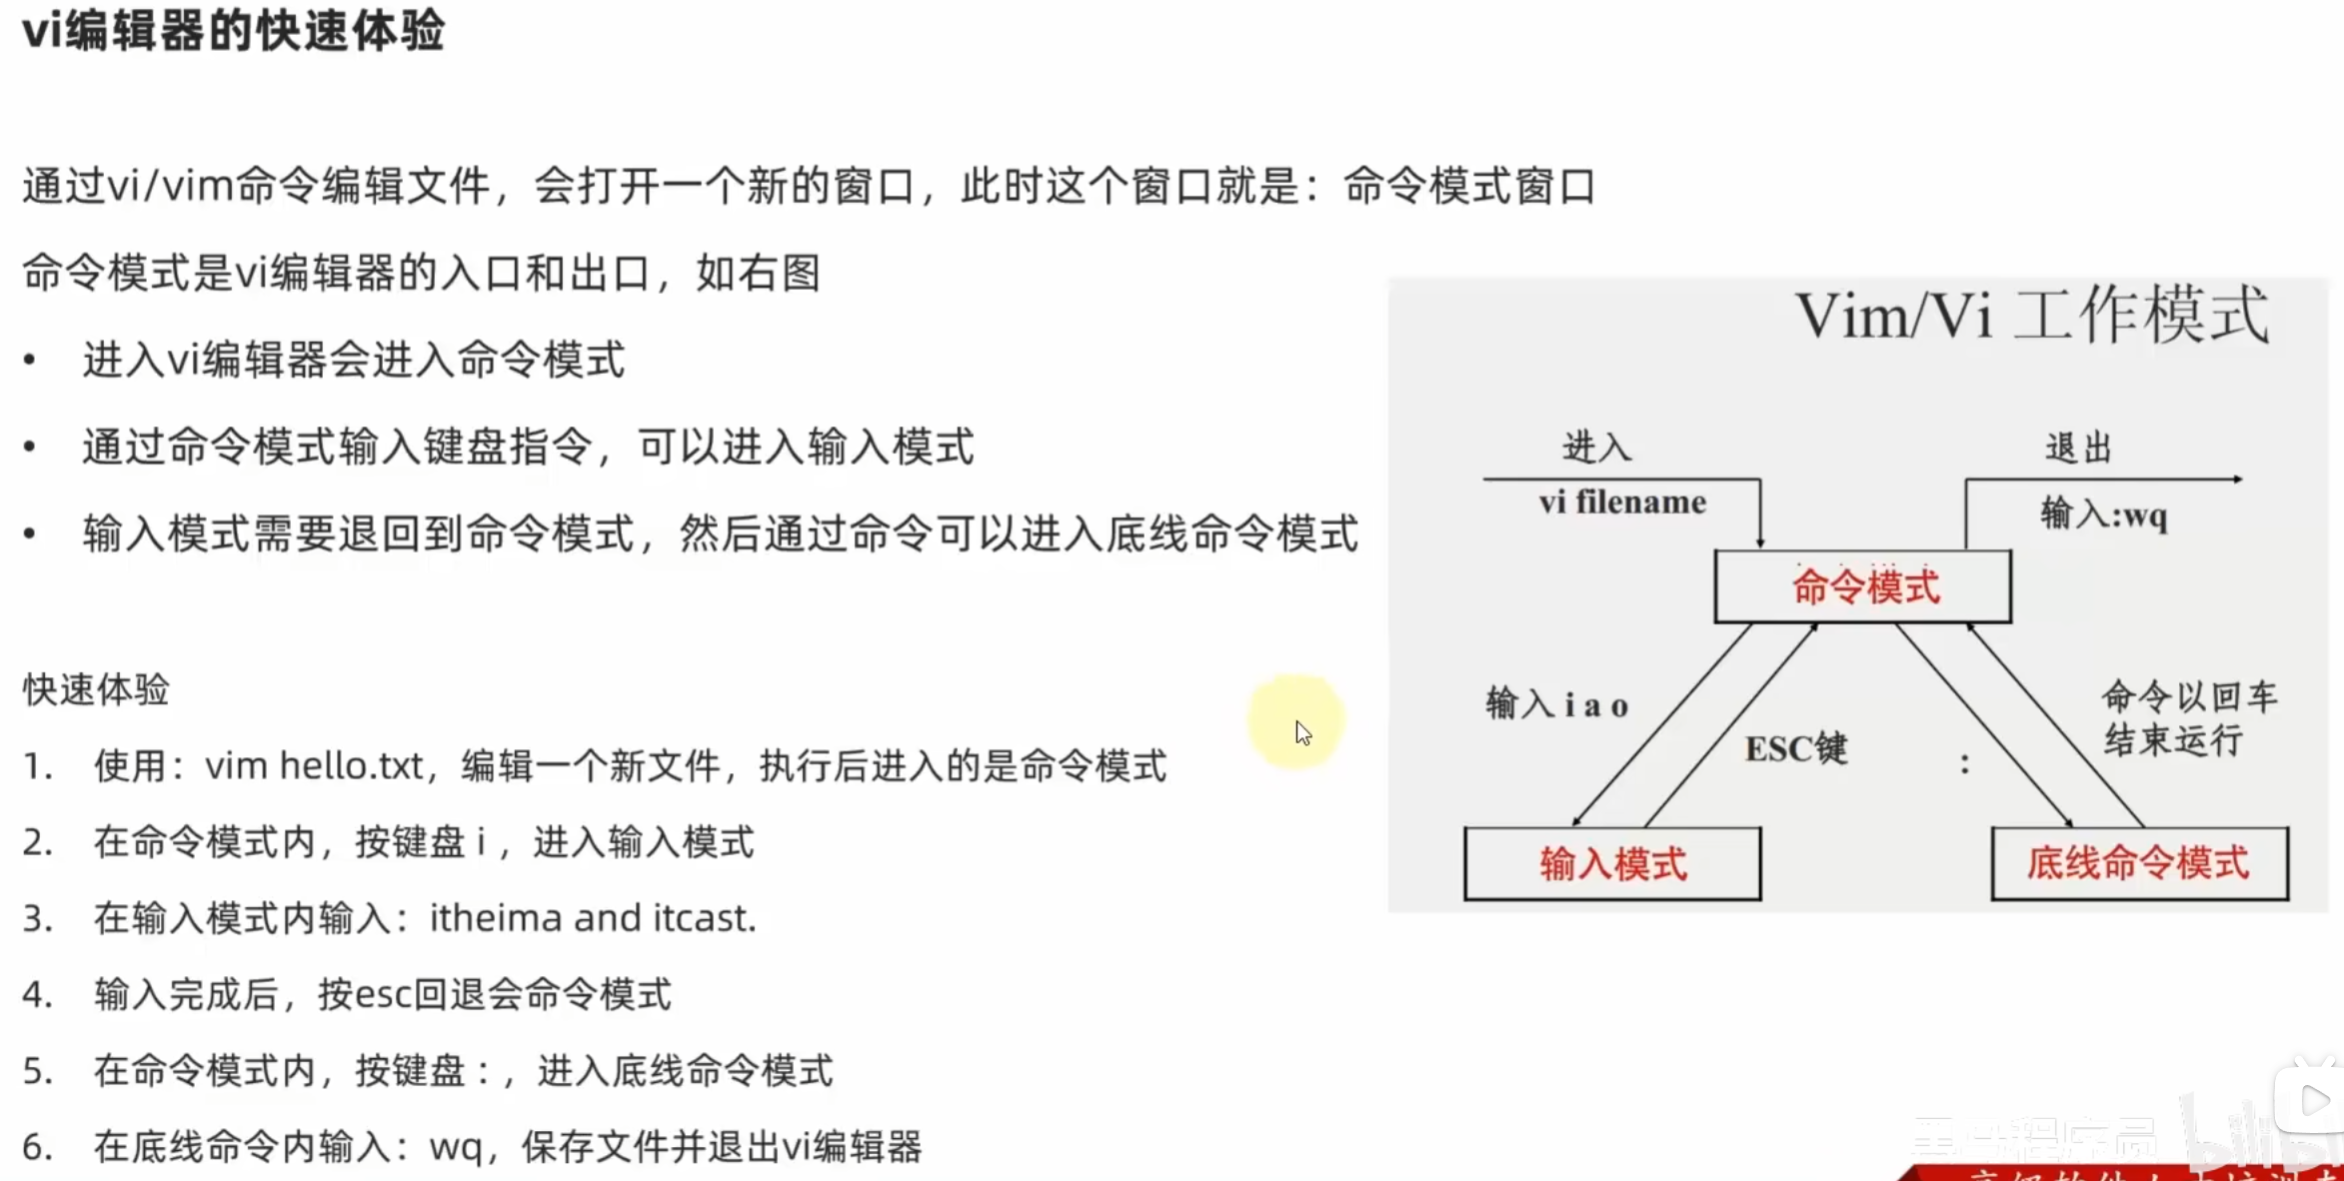 vi编辑器的快速体验
通过vi/vim命令编辑文件，会打开一个新的窗口，此时这个窗口就是：命令模式窗口
命令模式是vi编辑器的入口和出口，如右图
• 进入vi编辑器会进入命令模式
• 通过命令模式输入键盘指令，可以进入输入模式
• 输入模式需要退回到命令模式，然后通过命令可以进入底线命令模式
快速体验
1. 使用：vim hello.txt，编辑一个新文件，执行后进入的是命令模式
2. 在命令模式内，按键盘 i ，进入输入模式
3. 在输入模式内输入：itheima and itcast.
4. 输入完成后，按esc回退会命令模式
5. 在命令模式内，按键盘 : ，进入底线命令模式
6. 在底线命令内输入：wq，保存文件并退出vi编辑器
Vim/Vi 工作模式
进入
vi filename
退出
输入:wq
命令模式
输入 i a o
ESC键
:
命令以回车
结束运行
输入模式
底线命令模式
bilibili